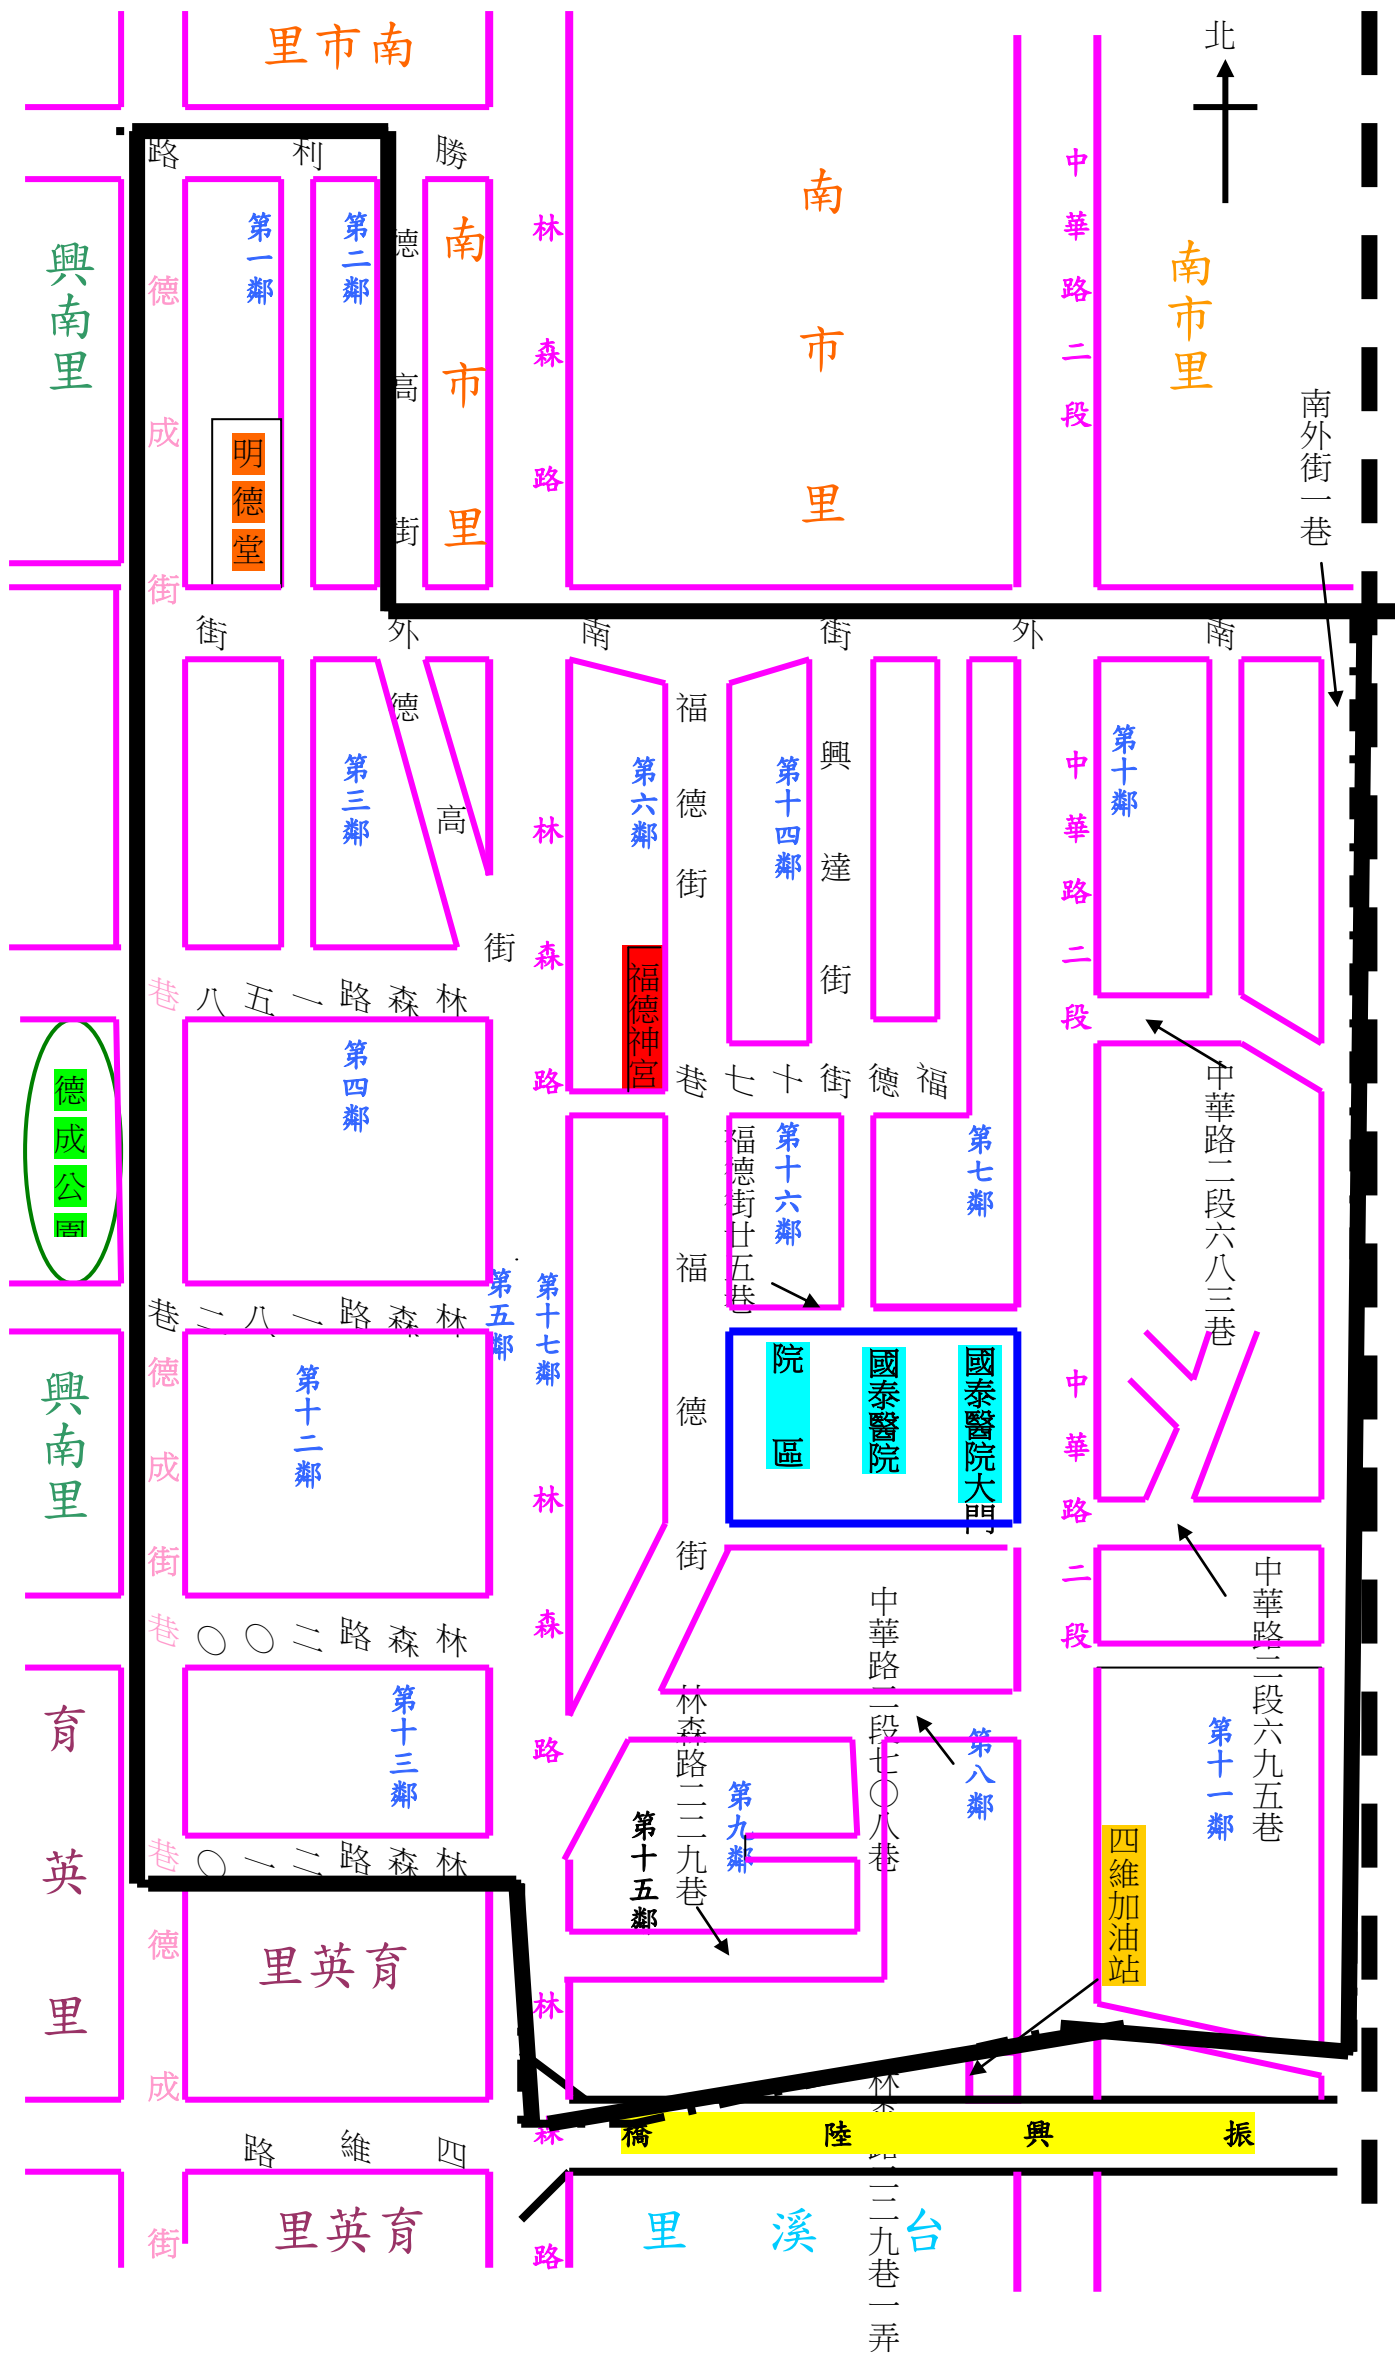 里市南
北
路利勝
南市里
中華路二段
林森路
第一鄰
第二鄰
德高街
南市里
興南里
南市里
德成街
南外街一巷
明德堂
街外南街外南
德高街
福德街
第十鄰
第三鄰
第六鄰
第十四鄰
興達街
中華路二段
林森路
福德神宮
巷八五一路森林
第四鄰
德成公園
巷七十街德福
中華路二段六八三巷
福德街廿五巷
第十六鄰
第七鄰
第五鄰
第十七鄰
巷二八一路森林
福德街
院區
國泰醫院
國泰醫院大門
第十二鄰
德成街
興南里
中華路二段
林森路
巷〇〇二路森林
中華路二段七〇八巷
中華路二段六九五巷
第十三鄰
林森路二二九巷
第八鄰
第十一鄰
第九鄰
第十五鄰
育英里
四維加油站
巷〇一二路森林
里英育
德成街
林森路
橋陸興振
路維四
里英育
里溪台
林森路二二九巷一弄